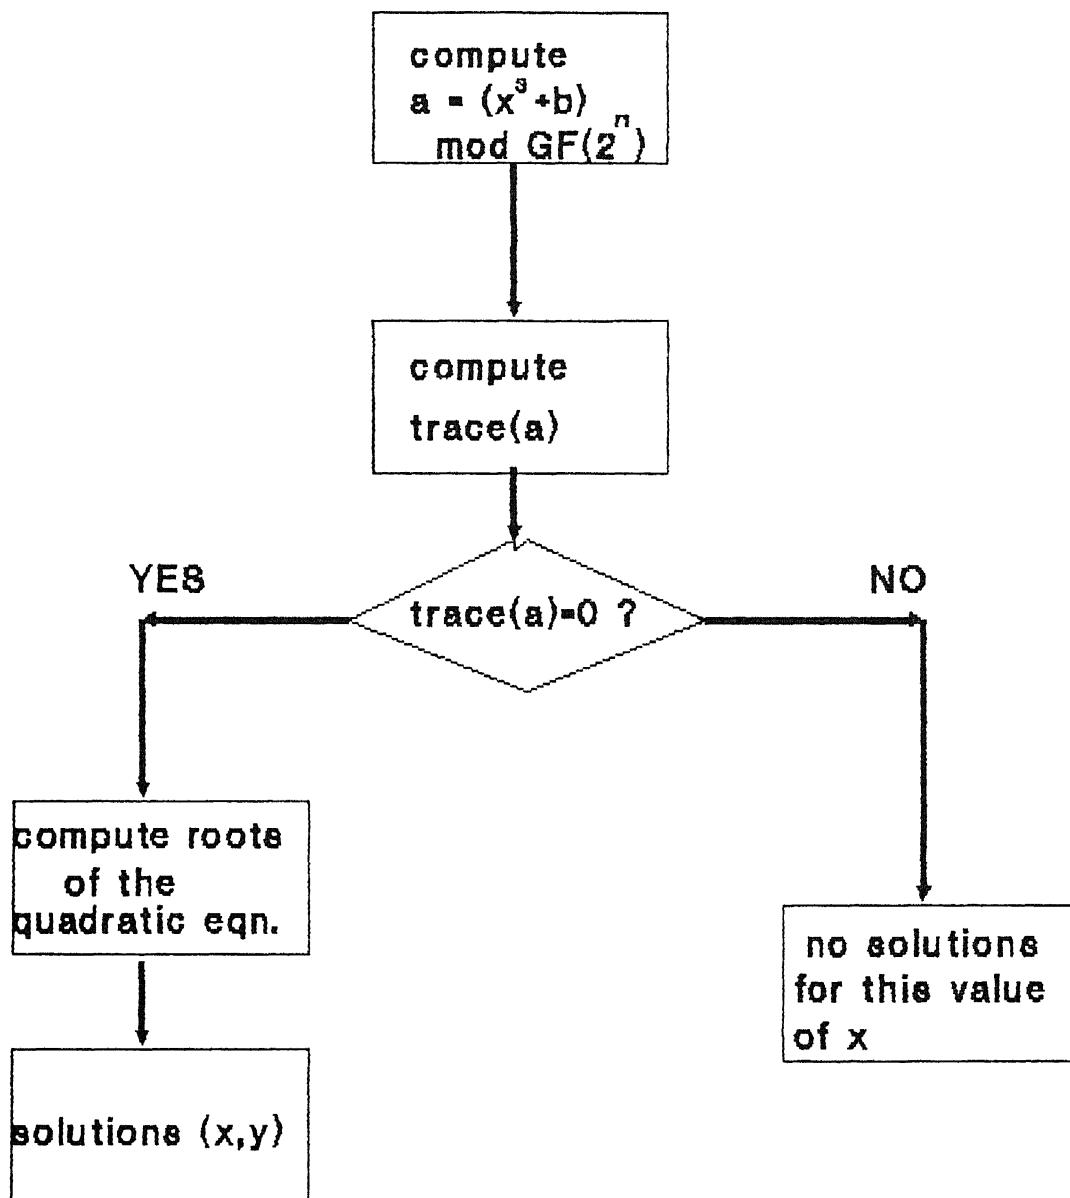 compute
a = (x³+b)
mod GF(2ⁿ)
compute
trace(a)
YES
NO
trace(a)=0 ?
compute roots
of the
quadratic eqn.
no solutions
for this value
of x
solutions (x,y)